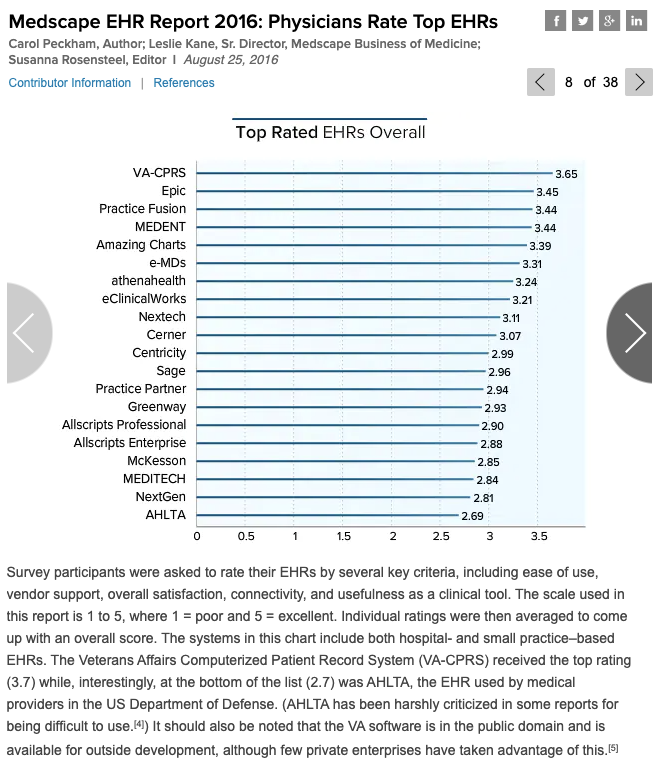 Medscape EHR Report 2016: Physicians Rate Top EHRs
Carol Peckham, Author; Leslie Kane, Sr. Director, Medscape Business of Medicine;
Susanna Rosensteel, Editor | August 25, 2016
Contributor Information | References
8 of 38
Top Rated EHRs Overall
VA-CPRS 3.65
Epic 3.45
Practice Fusion 3.44
MEDENT 3.44
Amazing Charts 3.39
e-MDs 3.31
athenahealth 3.24
eClinicalWorks 3.21
Nextech 3.11
Cerner 3.07
Centricity 2.99
Sage 2.96
Practice Partner 2.94
Greenway 2.93
Allscripts Professional 2.90
Allscripts Enterprise 2.88
McKesson 2.85
MEDITECH 2.84
NextGen 2.81
AHLTA 2.69
0 0.5 1 1.5 2 2.5 3 3.5
Survey participants were asked to rate their EHRs by several key criteria, including ease of use,
vendor support, overall satisfaction, connectivity, and usefulness as a clinical tool. The scale used in
this report is 1 to 5, where 1 = poor and 5 = excellent. Individual ratings were then averaged to come
up with an overall score. The systems in this chart include both hospital- and small practice–based
EHRs. The Veterans Affairs Computerized Patient Record System (VA-CPRS) received the top rating
(3.7) while, interestingly, at the bottom of the list (2.7) was AHLTA, the EHR used by medical
providers in the US Department of Defense. (AHLTA has been harshly criticized in some reports for
being difficult to use.[4]) It should also be noted that the VA software is in the public domain and is
available for outside development, although few private enterprises have taken advantage of this.[5]